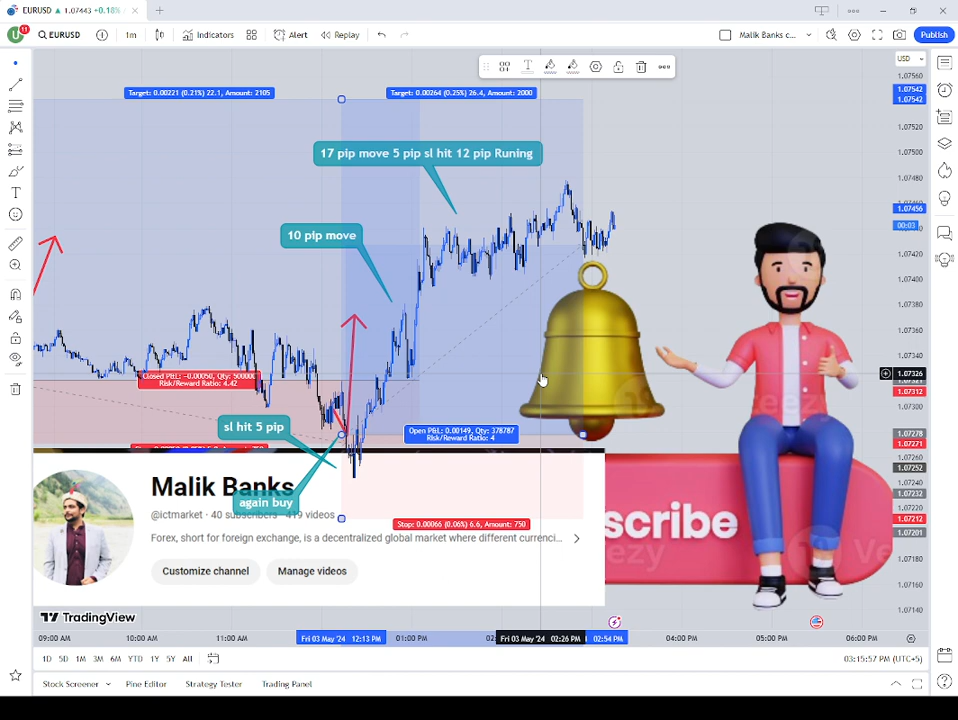 EURUSD ▲ 1.07443 +0.18%
U 11
EURUSD
1m
Indicators
Alert
Replay
Malik Banks c...
Publish
USD
Target: 0.00221 (0.21%) 22.1, Amount: 2105
Target: 0.00264 (0.25%) 26.4, Amount: 2000
17 pip move 5 pip sl hit 12 pip Runing
10 pip move
Closed P&L: −0.00050, Qty: 500000
Risk/Reward Ratio: 4.42
sl hit 5 pip
Open P&L: 0.00149, Qty: 378787
Risk/Reward Ratio: 4
again buy
Stop: 0.00066 (0.06%) 6.6, Amount: 750
Malik Banks
@ictmarket · 40 subscribers · 419 videos
Forex, short for foreign exchange, is a decentralized global market where different currenci...
Customize channel
Manage videos
scribe
1.07560
1.07542
1.07542
1.07520
1.07500
1.07480
1.07456
00:03
1.07420
1.07400
1.07380
1.07360
1.07340
1.07326
1.07312
1.07300
1.07278
1.07271
1.07260
1.07252
1.07240
1.07232
1.07220
1.07212
1.07201
1.07180
1.07160
1.07140
TradingView
09:00 AM
10:00 AM
11:00 AM
Fri 03 May '24 12:13 PM
01:00 PM
Fri 03 May '24 02:26 PM
02:54 PM
04:00 PM
05:00 PM
06:00 PM
1D 5D 1M 3M 6M YTD 1Y 5Y All
03:15:57 PM (UTC+5)
Stock Screener
Pine Editor
Strategy Tester
Trading Panel